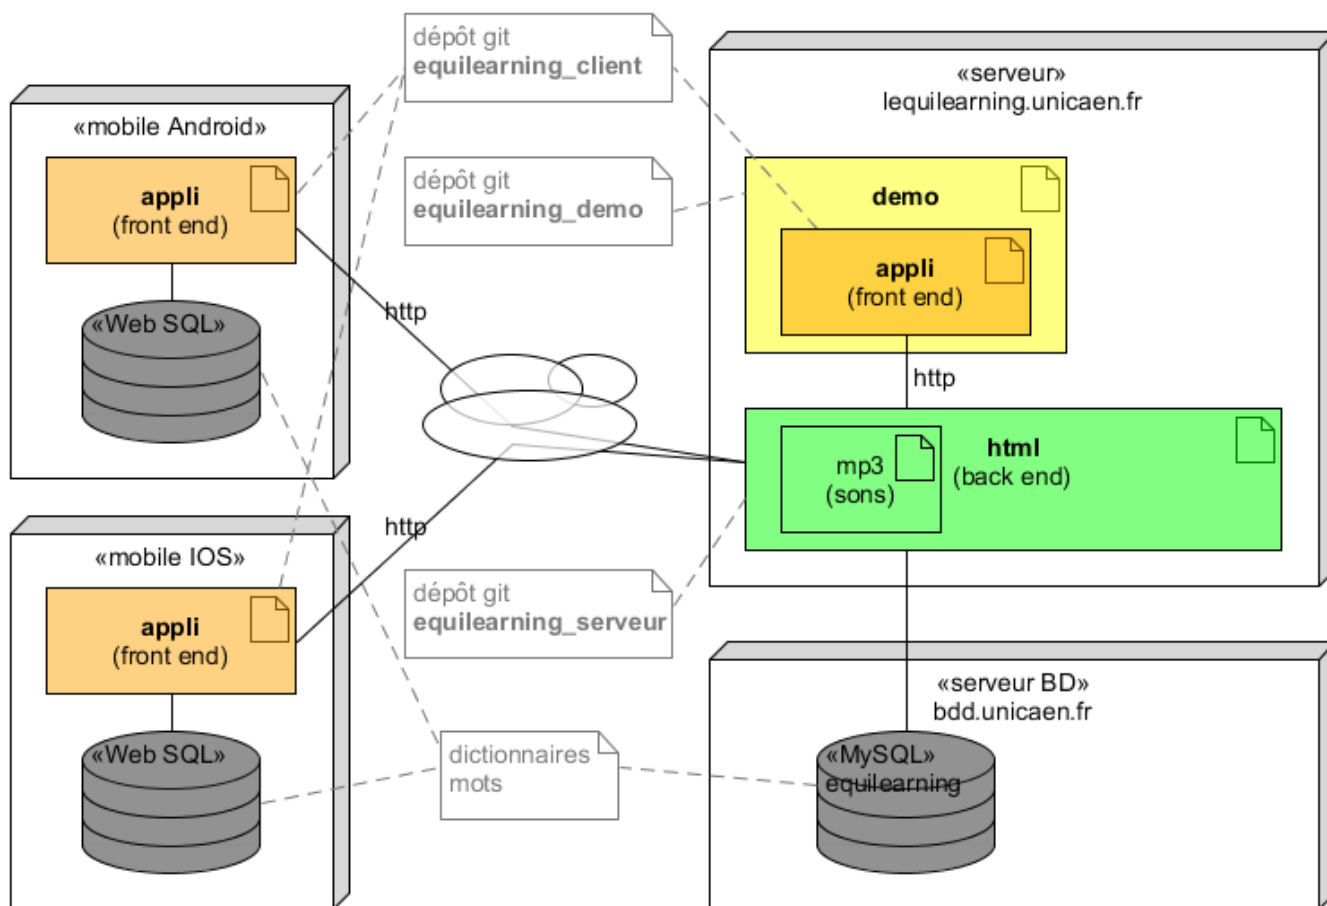 dépôt git
equilearning_client
«serveur»
lequilearning.unicaen.fr
«mobile Android»
appli
(front end)
dépôt git
equilearning_demo
demo
appli
(front end)
«Web SQL»
http
http
html
(back end)
mp3
(sons)
http
«mobile IOS»
appli
(front end)
dépôt git
equilearning_serveur
«serveur BD»
bdd.unicaen.fr
«Web SQL»
dictionnaires
mots
«MySQL»
equilearning